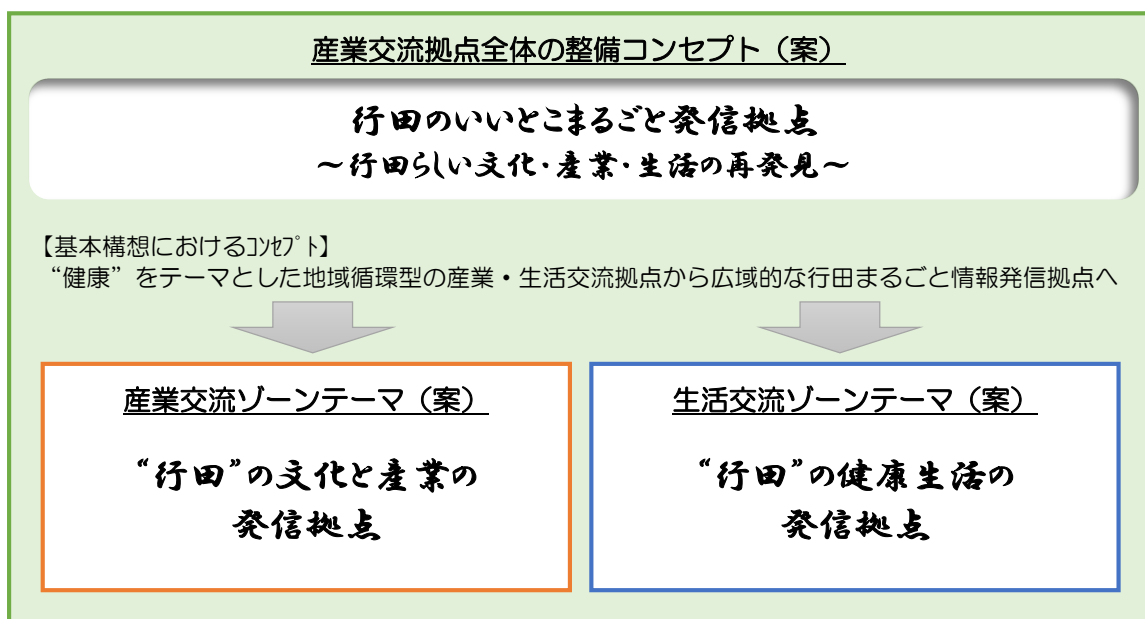 産業交流拠点全体の整備コンセプト（案）
行田のいいとこまるごと発信拠点
～行田らしい文化・産業・生活の再発見～
【基本構想におけるｺﾝｾﾌﾟﾄ】
“健康”をテーマとした地域循環型の産業・生活交流拠点から広域的な行田まるごと情報発信拠点へ
産業交流ゾーンテーマ（案）
“行田”の文化と産業の
発信拠点
生活交流ゾーンテーマ（案）
“行田”の健康生活の
発信拠点